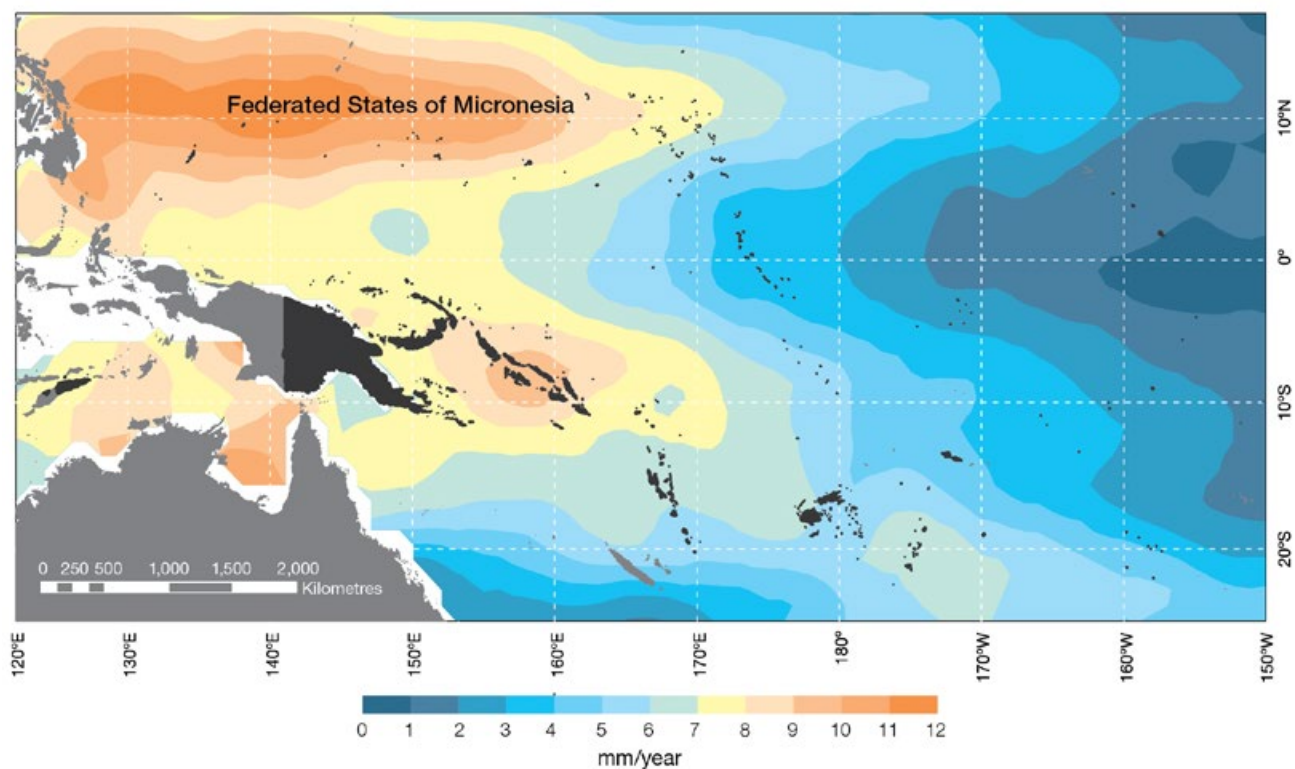 Federated States of Micronesia
10°N
0°
10°S
20°S
0 250 500 1,000 1,500 2,000
Kilometres
120°E 130°E 140°E 150°E 160°E 170°E 180° 170°W 160°W 150°W
0 1 2 3 4 5 6 7 8 9 10 11 12
mm/year